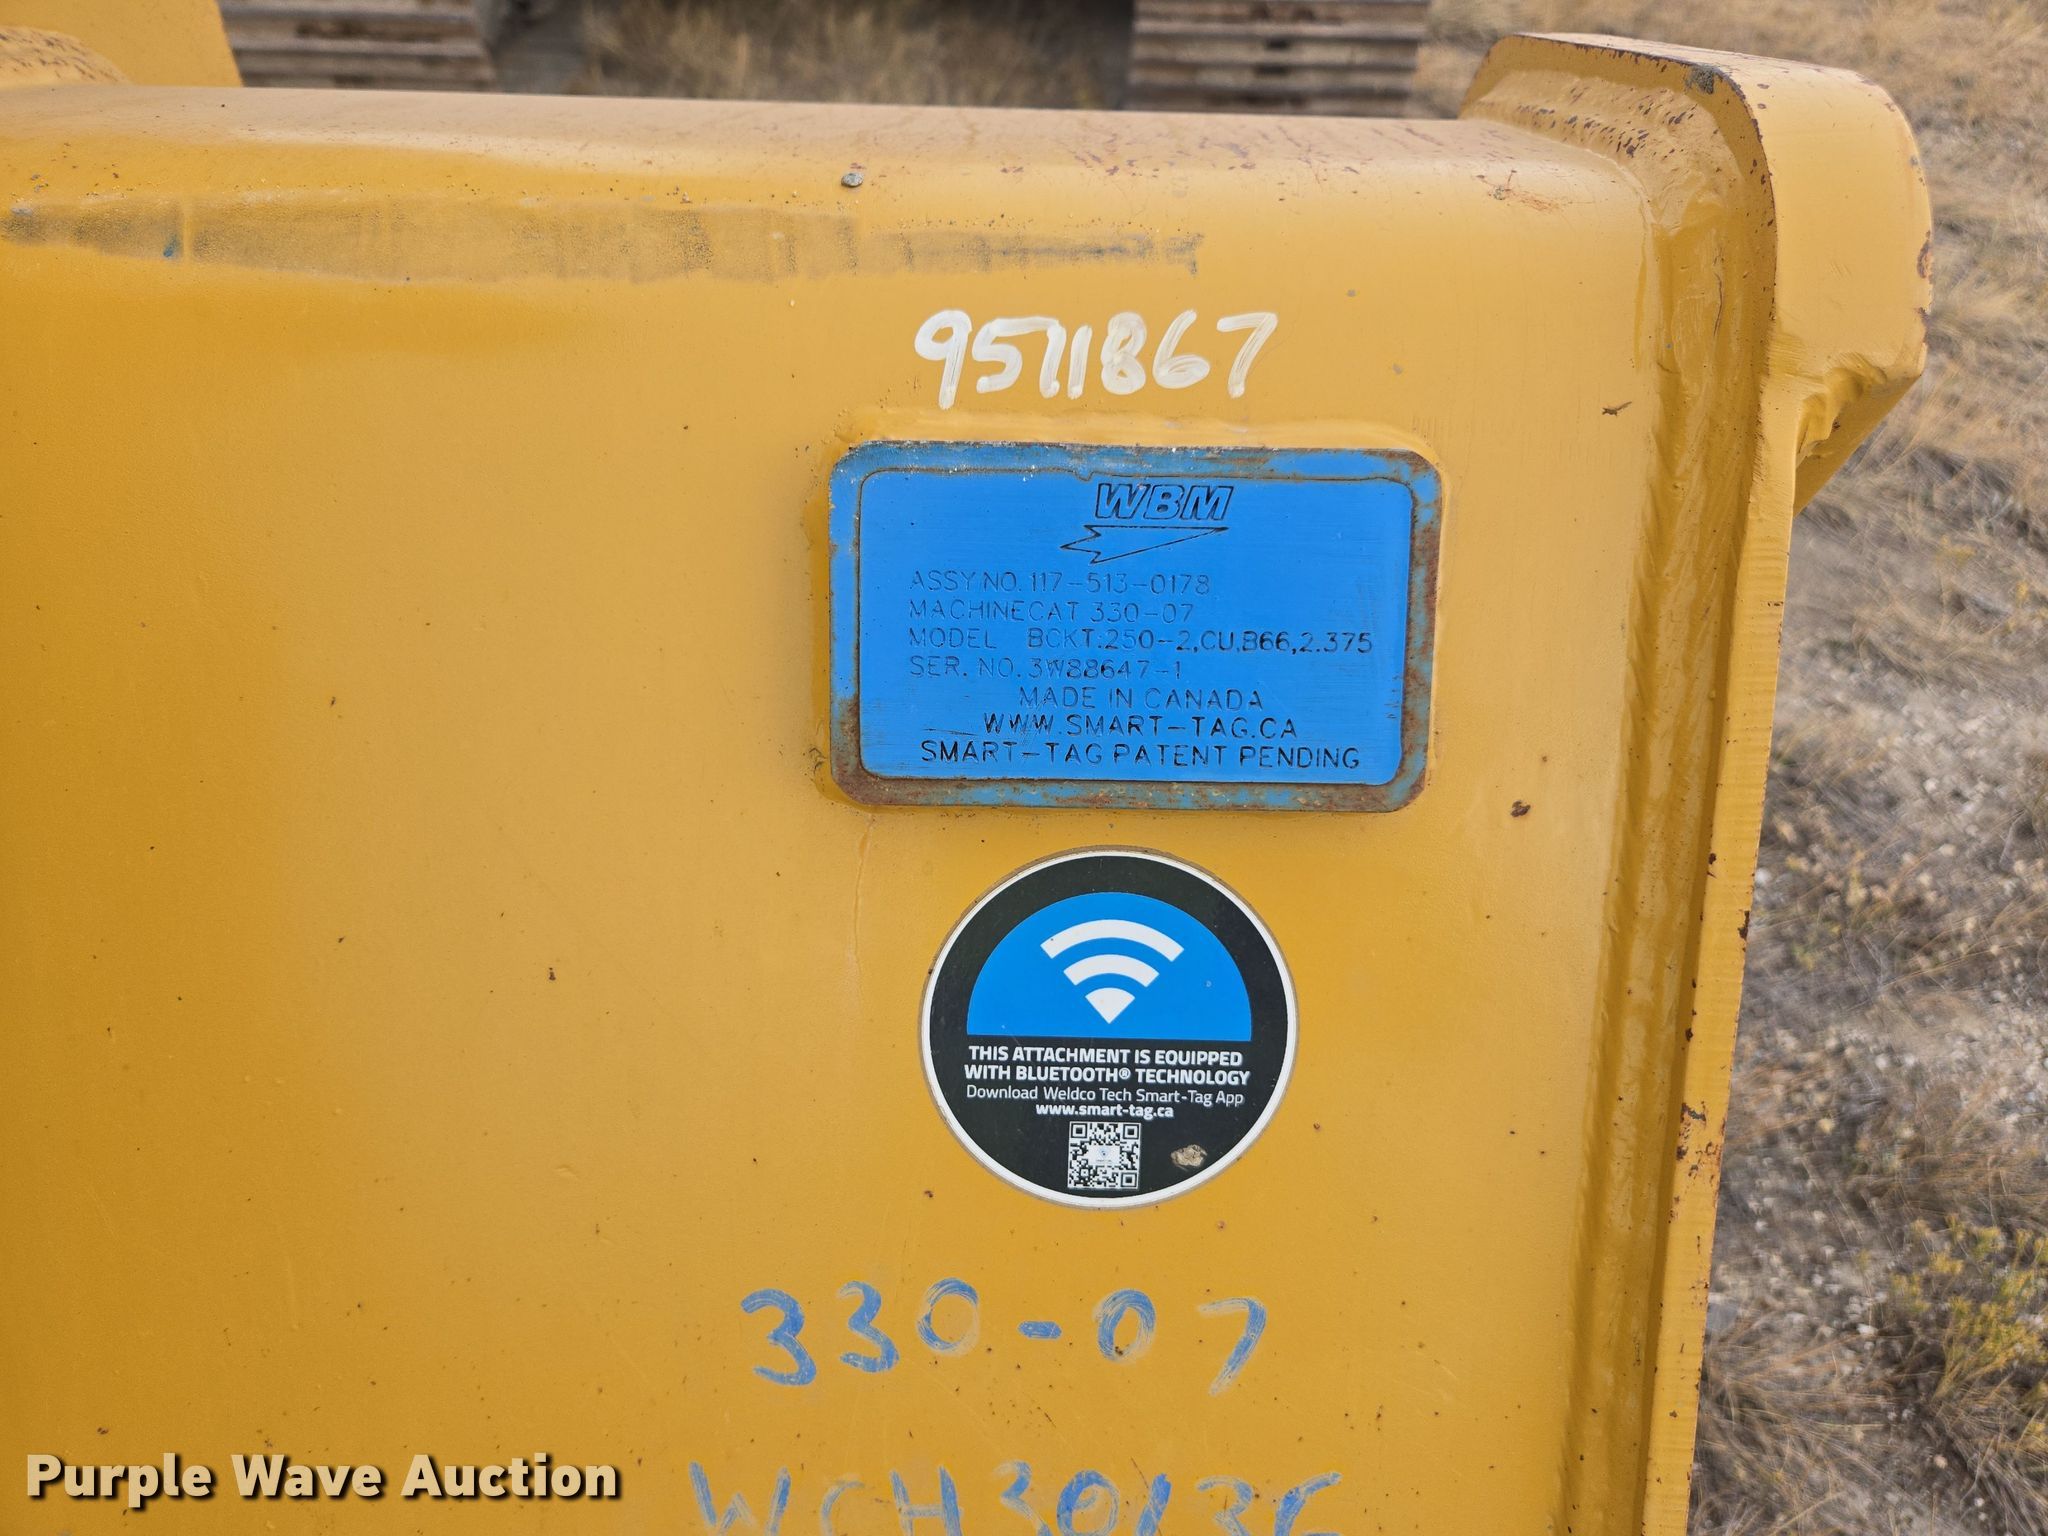 9511867
WBM
ASSY NO. 117-513-0178
MACHINECAT 330-07
MODEL BCKT:250-2,CU,B66,2.375
SER. NO. 3W88647-1
MADE IN CANADA
WWW.SMART-TAG.CA
SMART-TAG PATENT PENDING
THIS ATTACHMENT IS EQUIPPED
WITH BLUETOOTH® TECHNOLOGY
Download Weldco Tech Smart-Tag App
www.smart-tag.ca
330-07
Purple Wave Auction